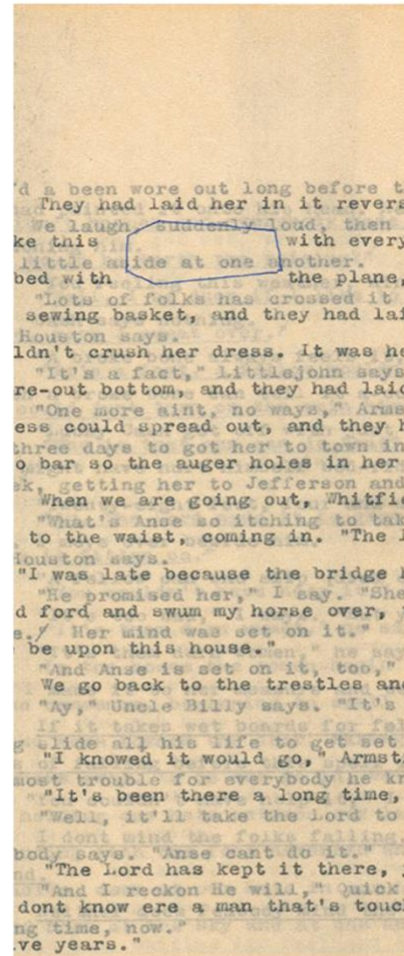 'd a been wore out long before t
They had laid her in it revers
We laugh, suddenly loud, then
ke this with every
little aside at one another.
bed with the plane,
"Lots of folks has crossed it
sewing basket, and they had lai
Houston says.
ldn't crush her dress. It was he
"It's a fact," Littlejohn says
re-out bottom, and they had laid
"One more aint, no ways," Arms
ess could spread out, and they h
three days to got her to town in
o bar so the auger holes in her
ek, getting her to Jefferson and
When we are going out, Whitfie
"What's Anse so itching to tak
to the waist, coming in. "The L
Houston says.
"I was late because the bridge
"He promised her," I say. "She
d ford and swum my horse over,
e. Her mind was set on it."
be upon this house."
"And Anse is set on it, too,"
We go back to the trestles and
"Ay," Uncle Billy says. "It's
If it takes wet boards for fol
g slide all his life to get set
"I knowed it would go," Armst
most trouble for everybody he kn
"It's been there a long time,
"Well, it'll take the Lord to
I dont mind the folks falling.
body says. "Anse cant do it."
"The Lord has kept it there,
"And I reckon He will," Quick
dont know ere a man that's touc
ng time, now."
ve years."